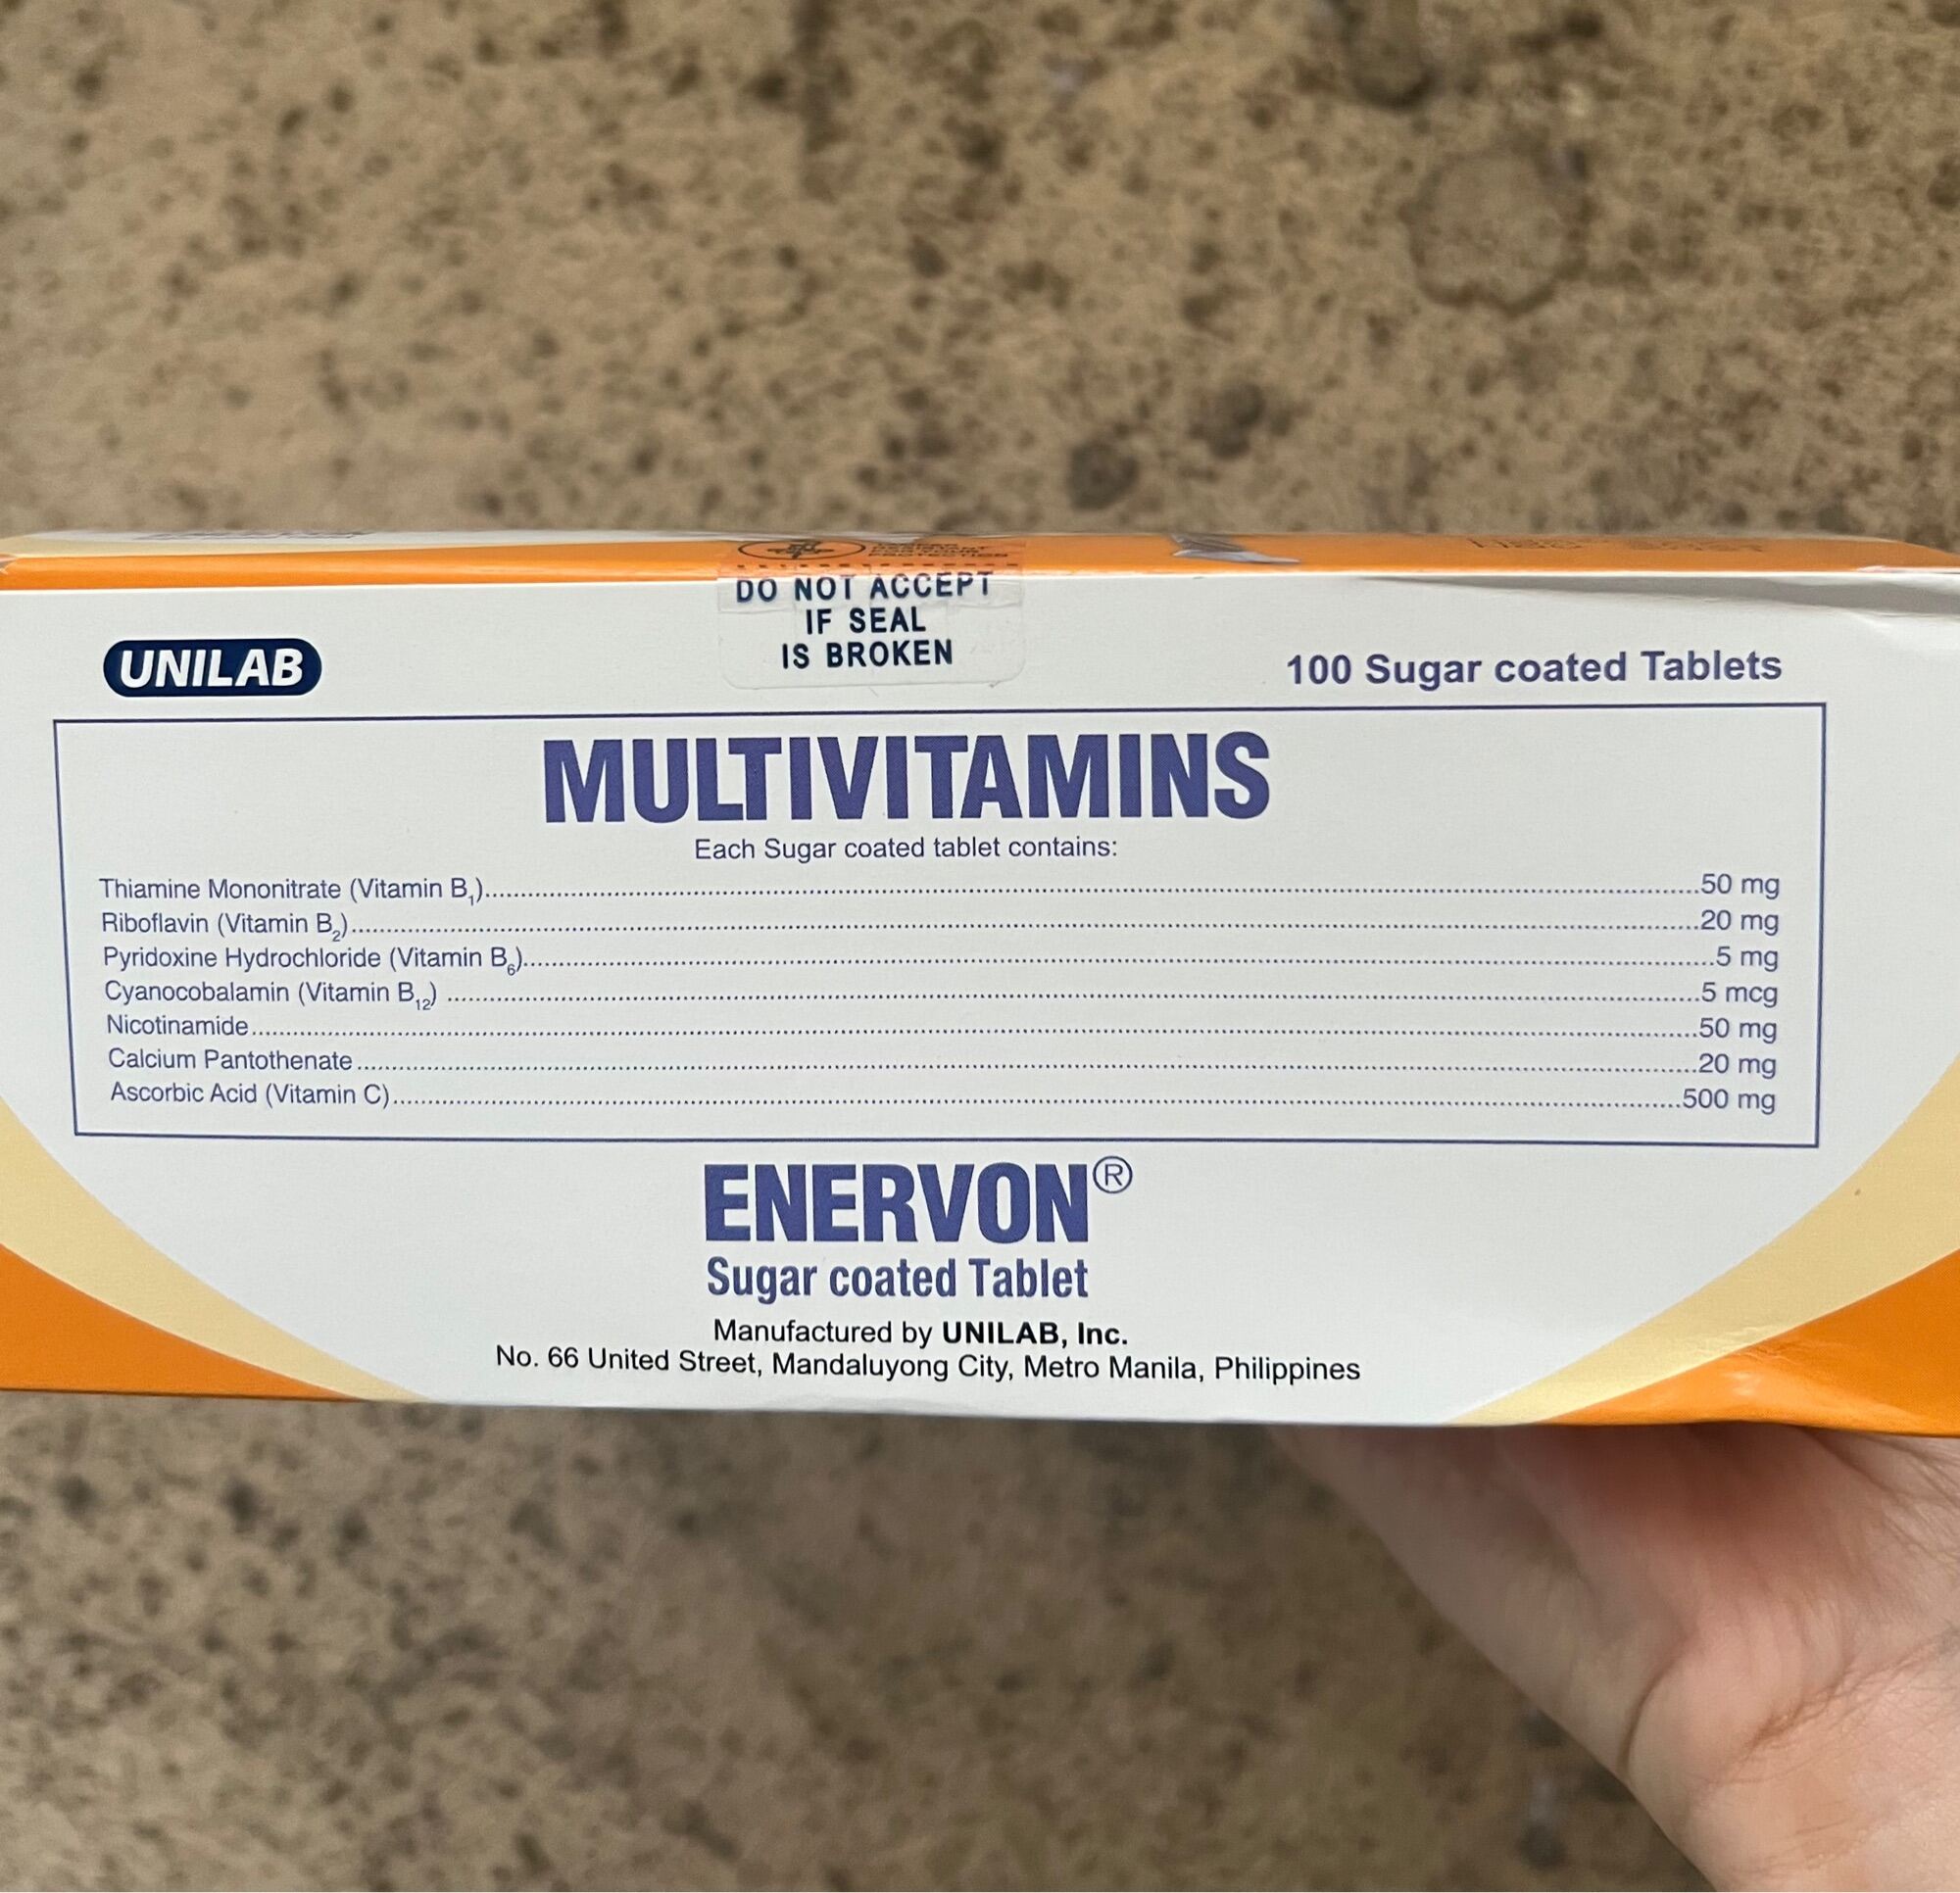 DO NOT ACCEPT
IF SEAL
IS BROKEN
UNILAB
100 Sugar coated Tablets
MULTIVITAMINS
Each Sugar coated tablet contains:
Thiamine Mononitrate (Vitamin B₁)....................50 mg
Riboflavin (Vitamin B₂)....................20 mg
Pyridoxine Hydrochloride (Vitamin B₆)....................5 mg
Cyanocobalamin (Vitamin B₁₂) ....................5 mcg
Nicotinamide....................50 mg
Calcium Pantothenate....................20 mg
Ascorbic Acid (Vitamin C)....................500 mg
ENERVON®
Sugar coated Tablet
Manufactured by UNILAB, Inc.
No. 66 United Street, Mandaluyong City, Metro Manila, Philippines